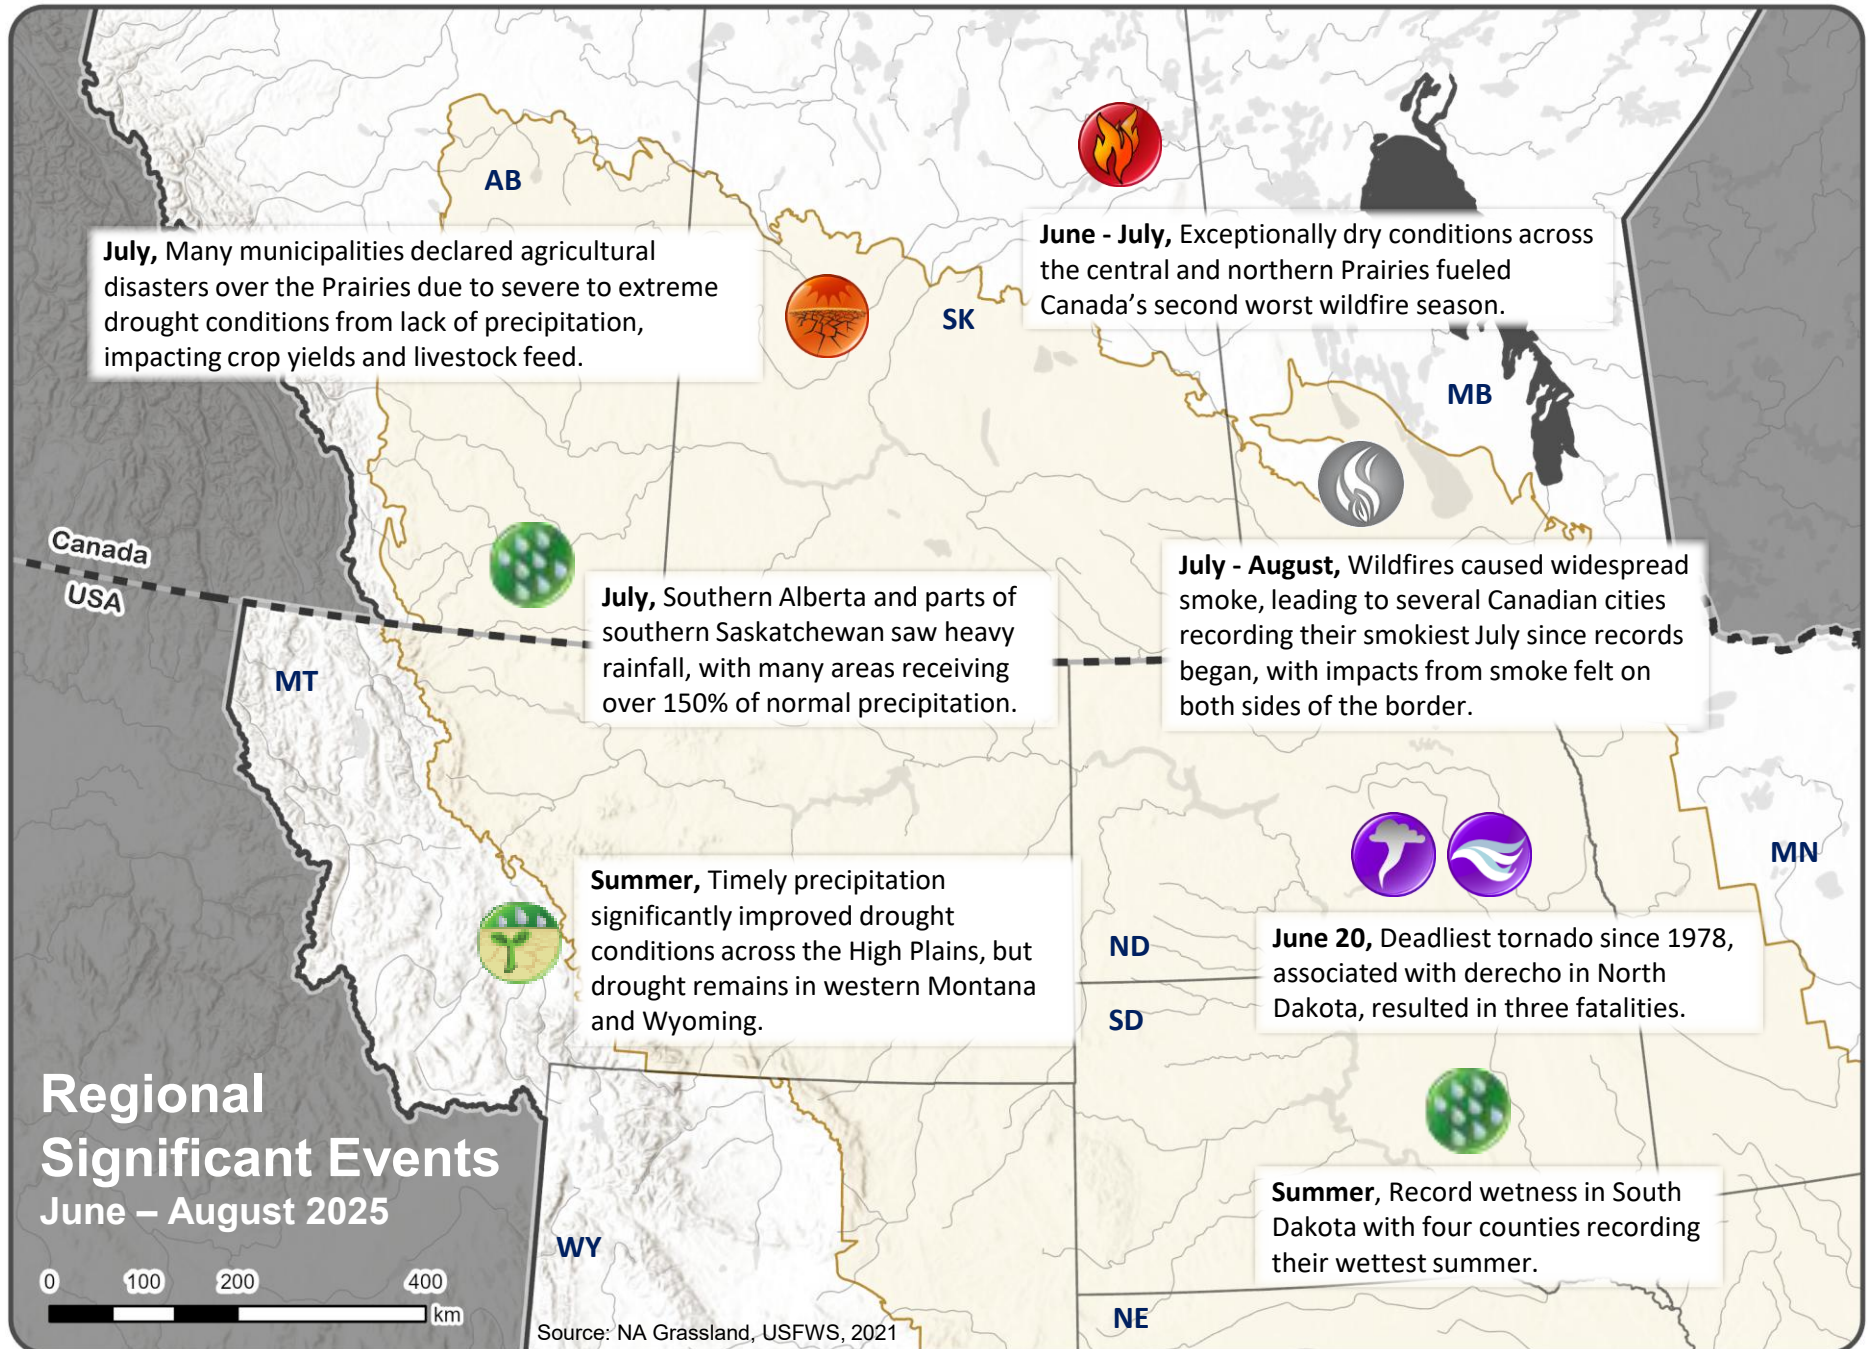 AB
July, Many municipalities declared agricultural
disasters over the Prairies due to severe to extreme
drought conditions from lack of precipitation,
impacting crop yields and livestock feed.
SK
June - July, Exceptionally dry conditions across
the central and northern Prairies fueled
Canada’s second worst wildfire season.
MB
Canada
USA
July, Southern Alberta and parts of
southern Saskatchewan saw heavy
rainfall, with many areas receiving
over 150% of normal precipitation.
July - August, Wildfires caused widespread
smoke, leading to several Canadian cities
recording their smokiest July since records
began, with impacts from smoke felt on
both sides of the border.
MT
Summer, Timely precipitation
significantly improved drought
conditions across the High Plains, but
drought remains in western Montana
and Wyoming.
MN
ND
June 20, Deadliest tornado since 1978,
associated with derecho in North
Dakota, resulted in three fatalities.
SD
Summer, Record wetness in South
Dakota with four counties recording
their wettest summer.
WY
NE
Regional
Significant Events
June – August 2025
0 100 200 400
km
Source: NA Grassland, USFWS, 2021